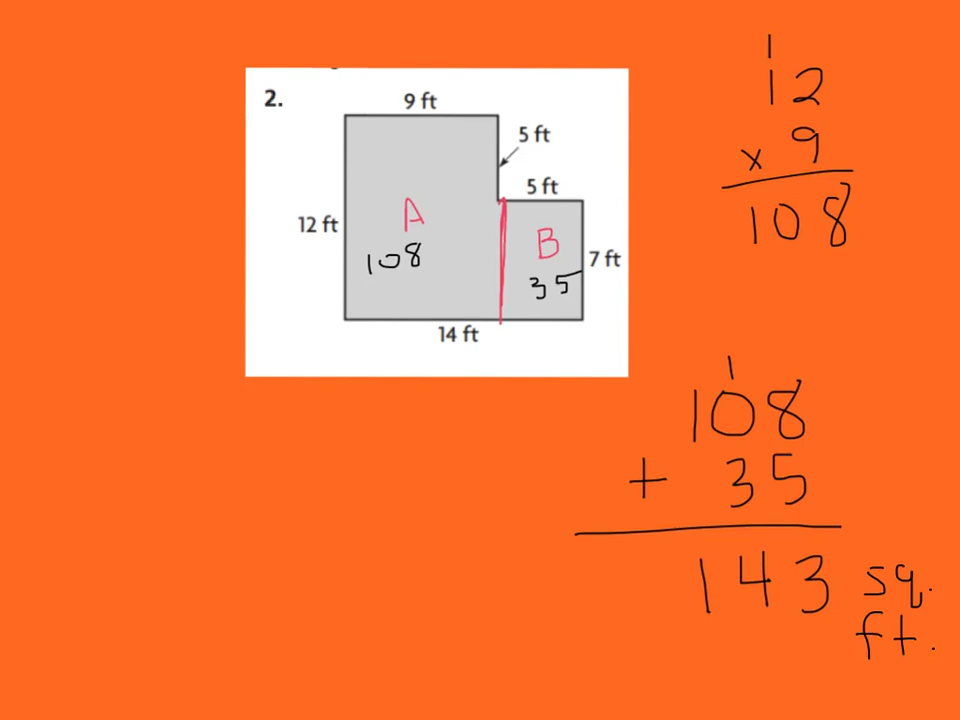 2.
9 ft
5 ft
5 ft
12 ft
A
108
B
35
7 ft
14 ft
1
12
x 9
108
1
108
+ 35
143 sq.
ft.